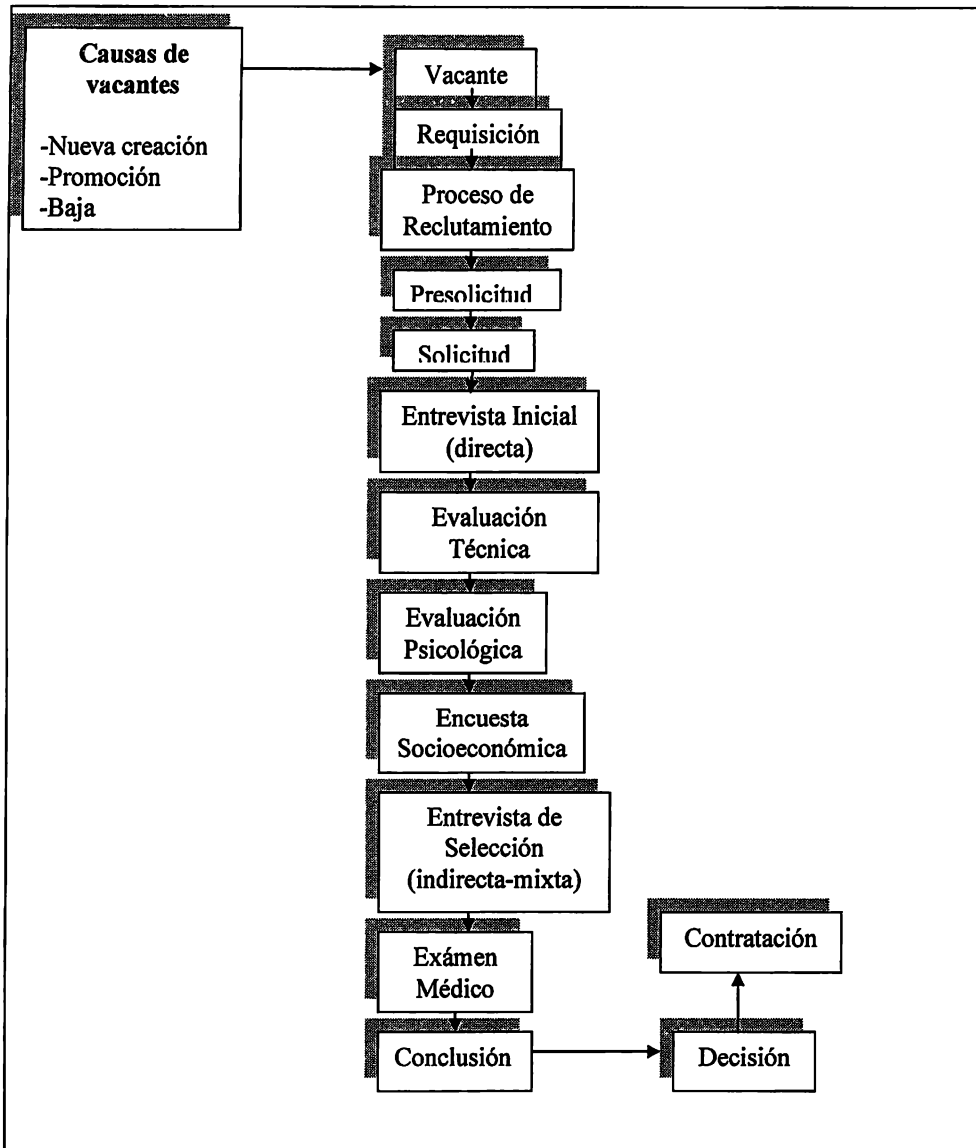 Causas de
vacantes
-Nueva creación
-Promoción
-Baja
Vacante
Requisición
Proceso de
Reclutamiento
Presolicitud
Solicitud
Entrevista Inicial
(directa)
Evaluación
Técnica
Evaluación
Psicológica
Encuesta
Socioeconómica
Entrevista de
Selección
(indirecta-mixta)
Exámen
Médico
Conclusión
Decisión
Contratación